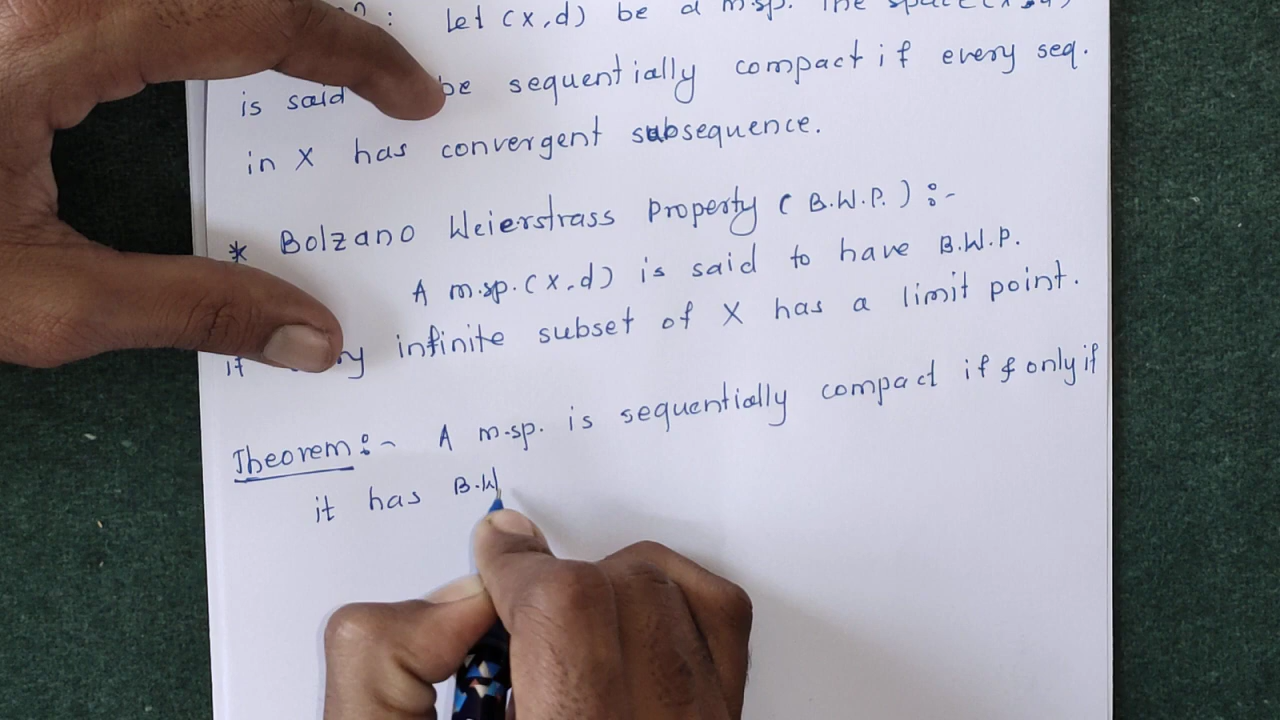 : Let (X,d) be a m.sp. The space (X,d)
is said be sequentially compact if every seq.
in X has convergent subsequence.
* Bolzano Weierstrass Property (B.W.P.) :-
A m.sp. (X,d) is said to have B.W.P.
if infinite subset of X has a limit point.
Theorem :- A m.sp. is sequentially compact if & only if
it has B.W